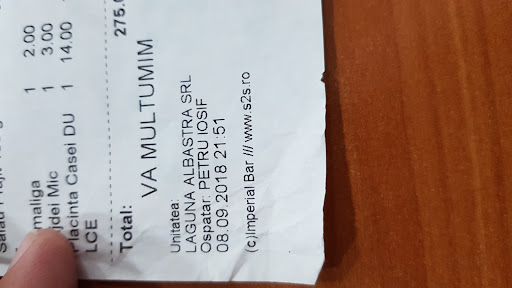 maliga 1 2.00
jdel Mic 1 3.00
Placinta Casei DU 1 14.00
LCE
Total: 275.
VA MULTUMIM
Unitatea:
LAGUNA ALBASTRA SRL
Ospatar: PETRU IOSIF
08.09.2018 21:51
(c)Imperial Bar /// www.s2s.ro